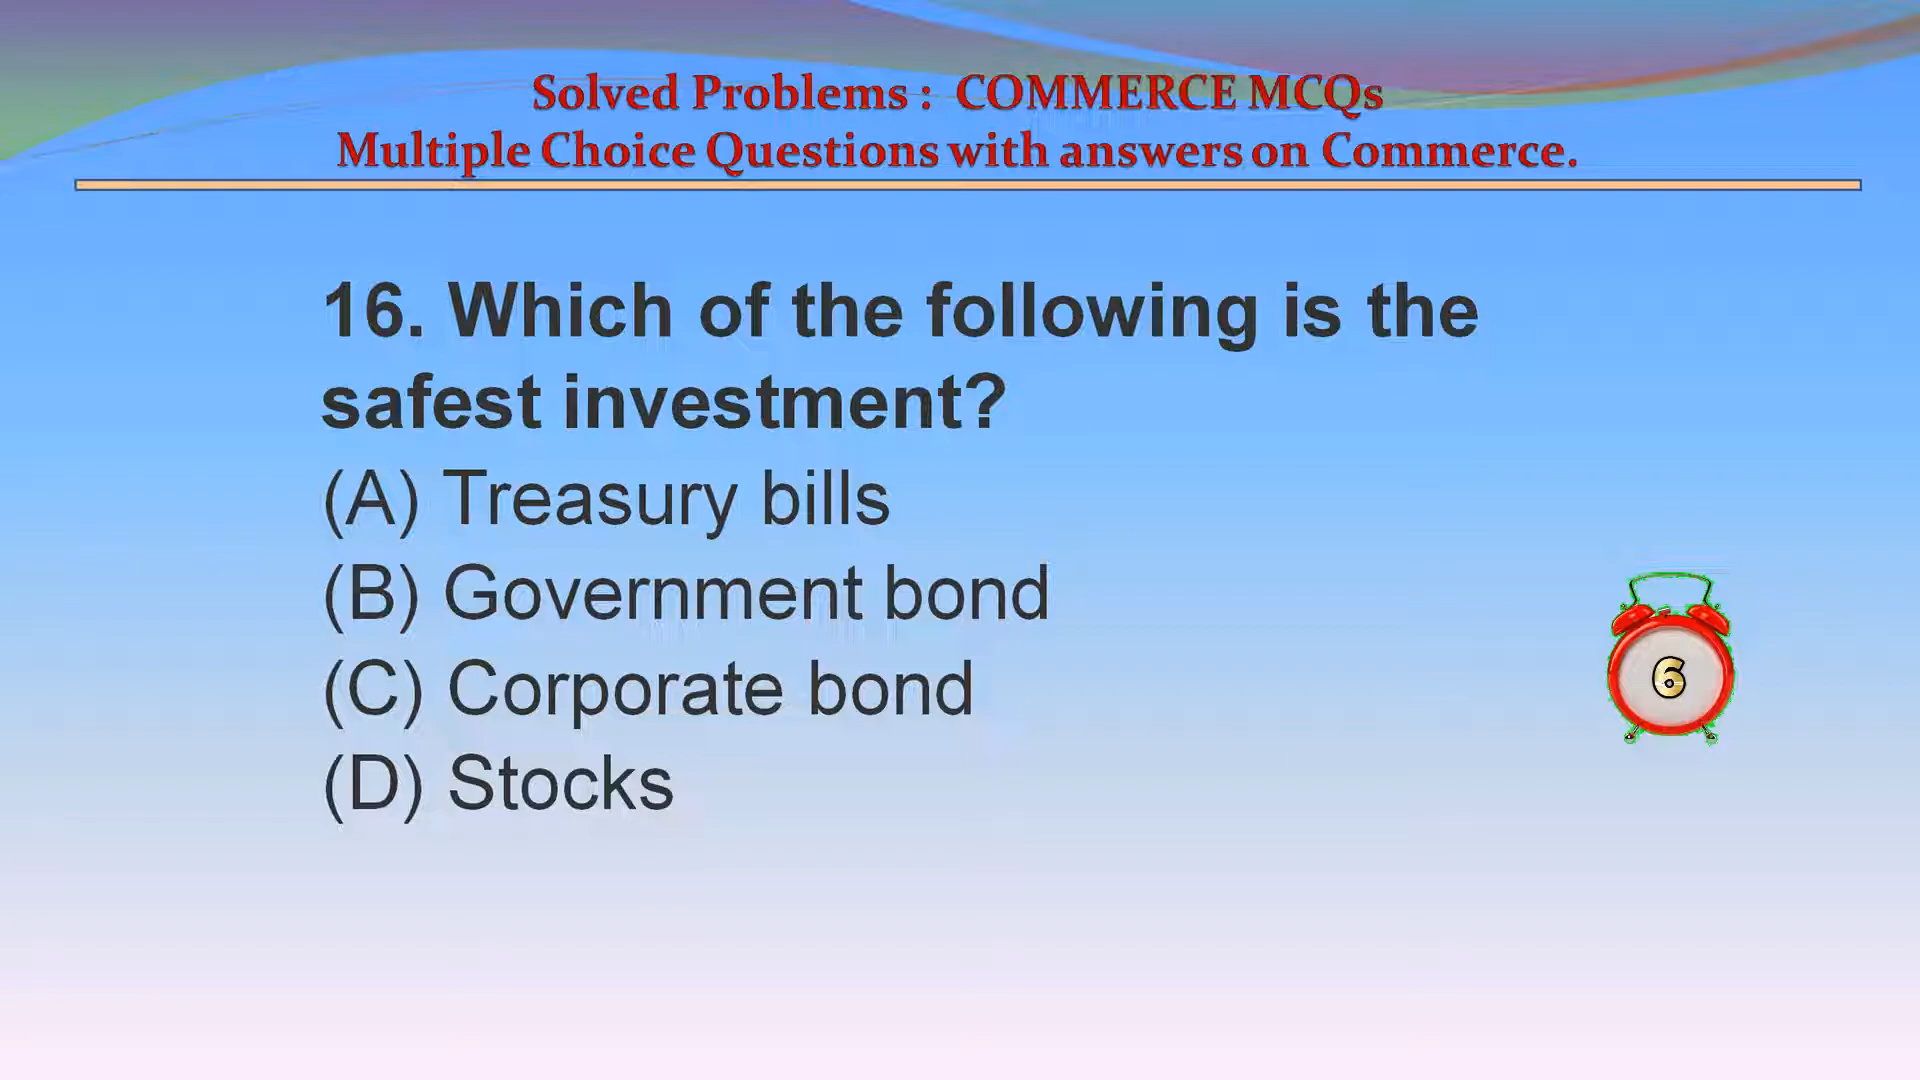 Solved Problems : COMMERCE MCQs
Multiple Choice Questions with answers on Commerce.
16. Which of the following is the
safest investment?
(A) Treasury bills
(B) Government bond
(C) Corporate bond
(D) Stocks
6